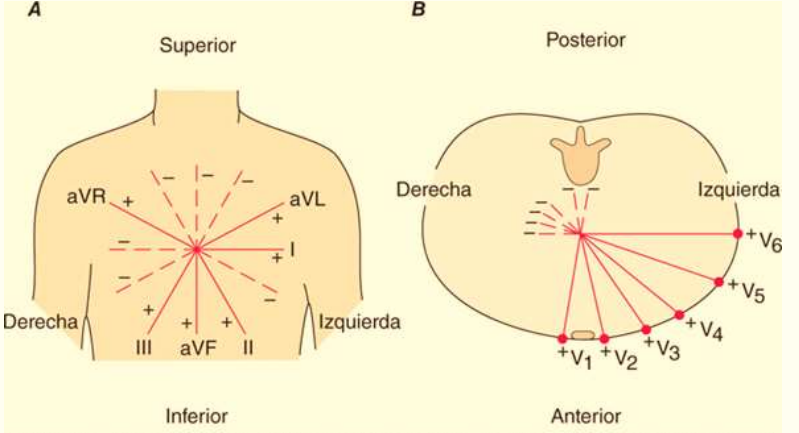 A
Superior
aVR
+
−
−
−
aVL
+
−
I
+
−
−
Derecha
+
+
+
Izquierda
III
aVF
II
Inferior
B
Posterior
Derecha
−
−
Izquierda
−
−
−
−
+V6
+V5
+V4
+V3
+V1
+V2
Anterior